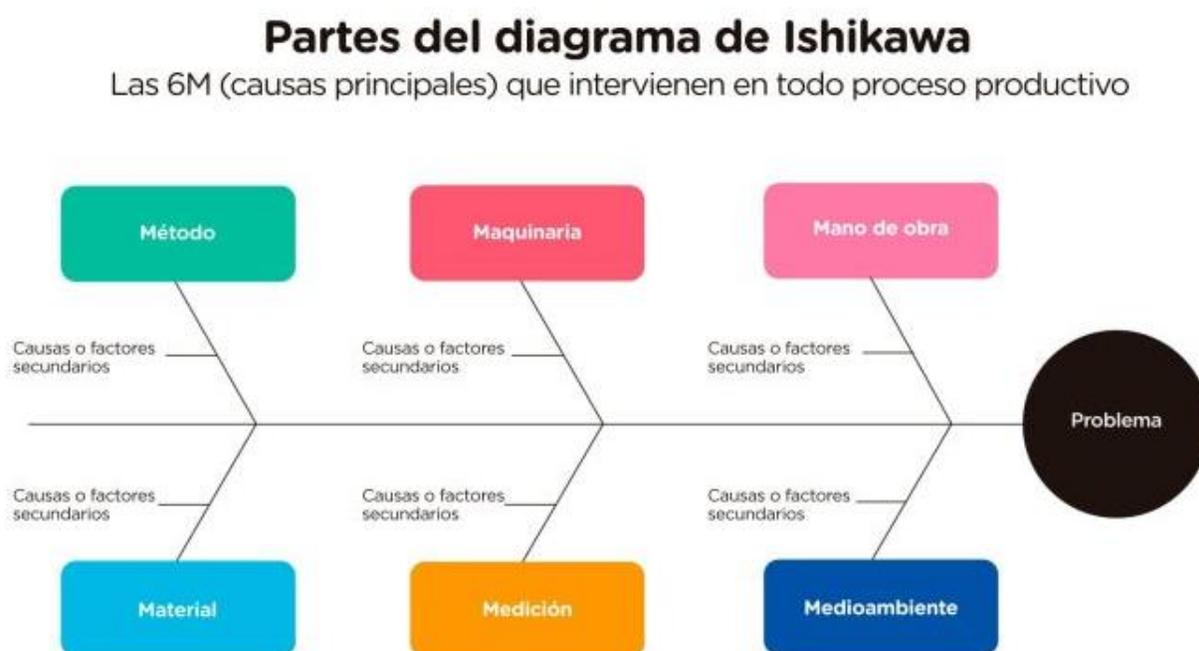 Partes del diagrama de Ishikawa
Las 6M (causas principales) que intervienen en todo proceso productivo
Método
Maquinaria
Mano de obra
Causas o factores
secundarios
Causas o factores
secundarios
Causas o factores
secundarios
Problema
Causas o factores
secundarios
Causas o factores
secundarios
Causas o factores
secundarios
Material
Medición
Medioambiente